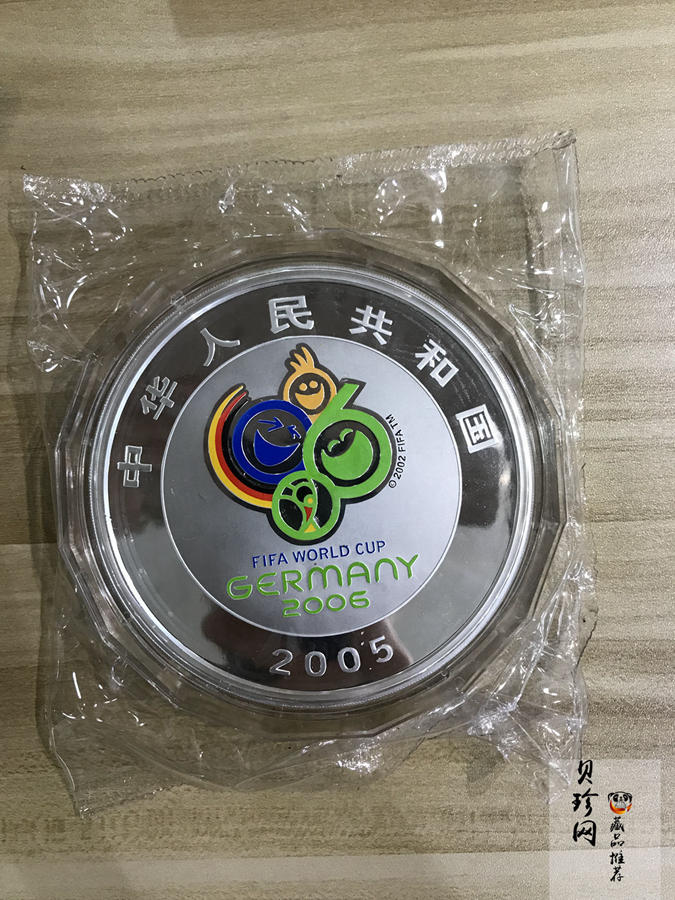 中华人民共和国
© 2002 FIFA TM
FIFA WORLD CUP
GERMANY
2006
2005
贝珍网
藏品推荐